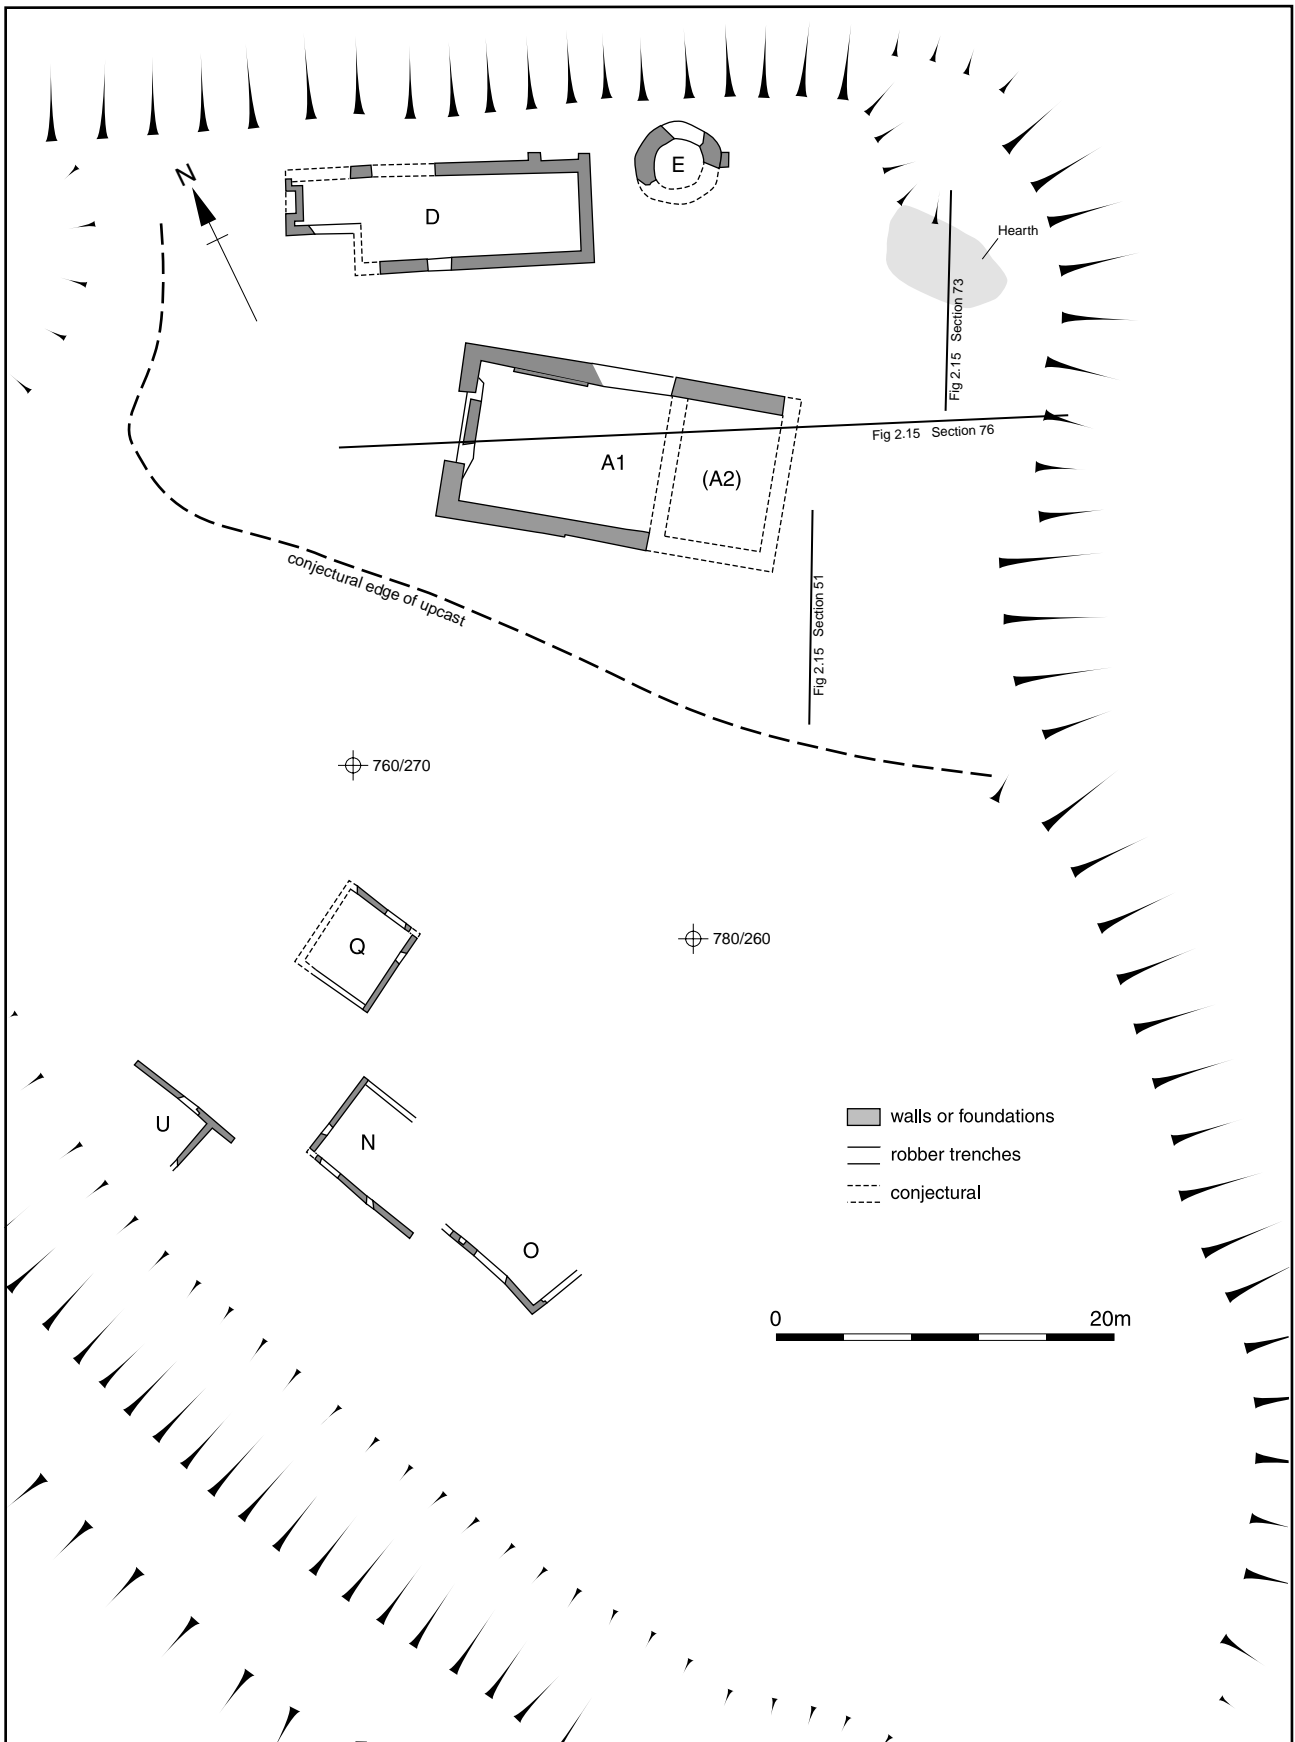 N
D
E
Hearth
Fig 2.15 Section 73
Fig 2.15 Section 76
A1
(A2)
conjectural edge of upcast
Fig 2.15 Section 51
760/270
780/260
Q
U
N
O
walls or foundations
robber trenches
conjectural
0 20m